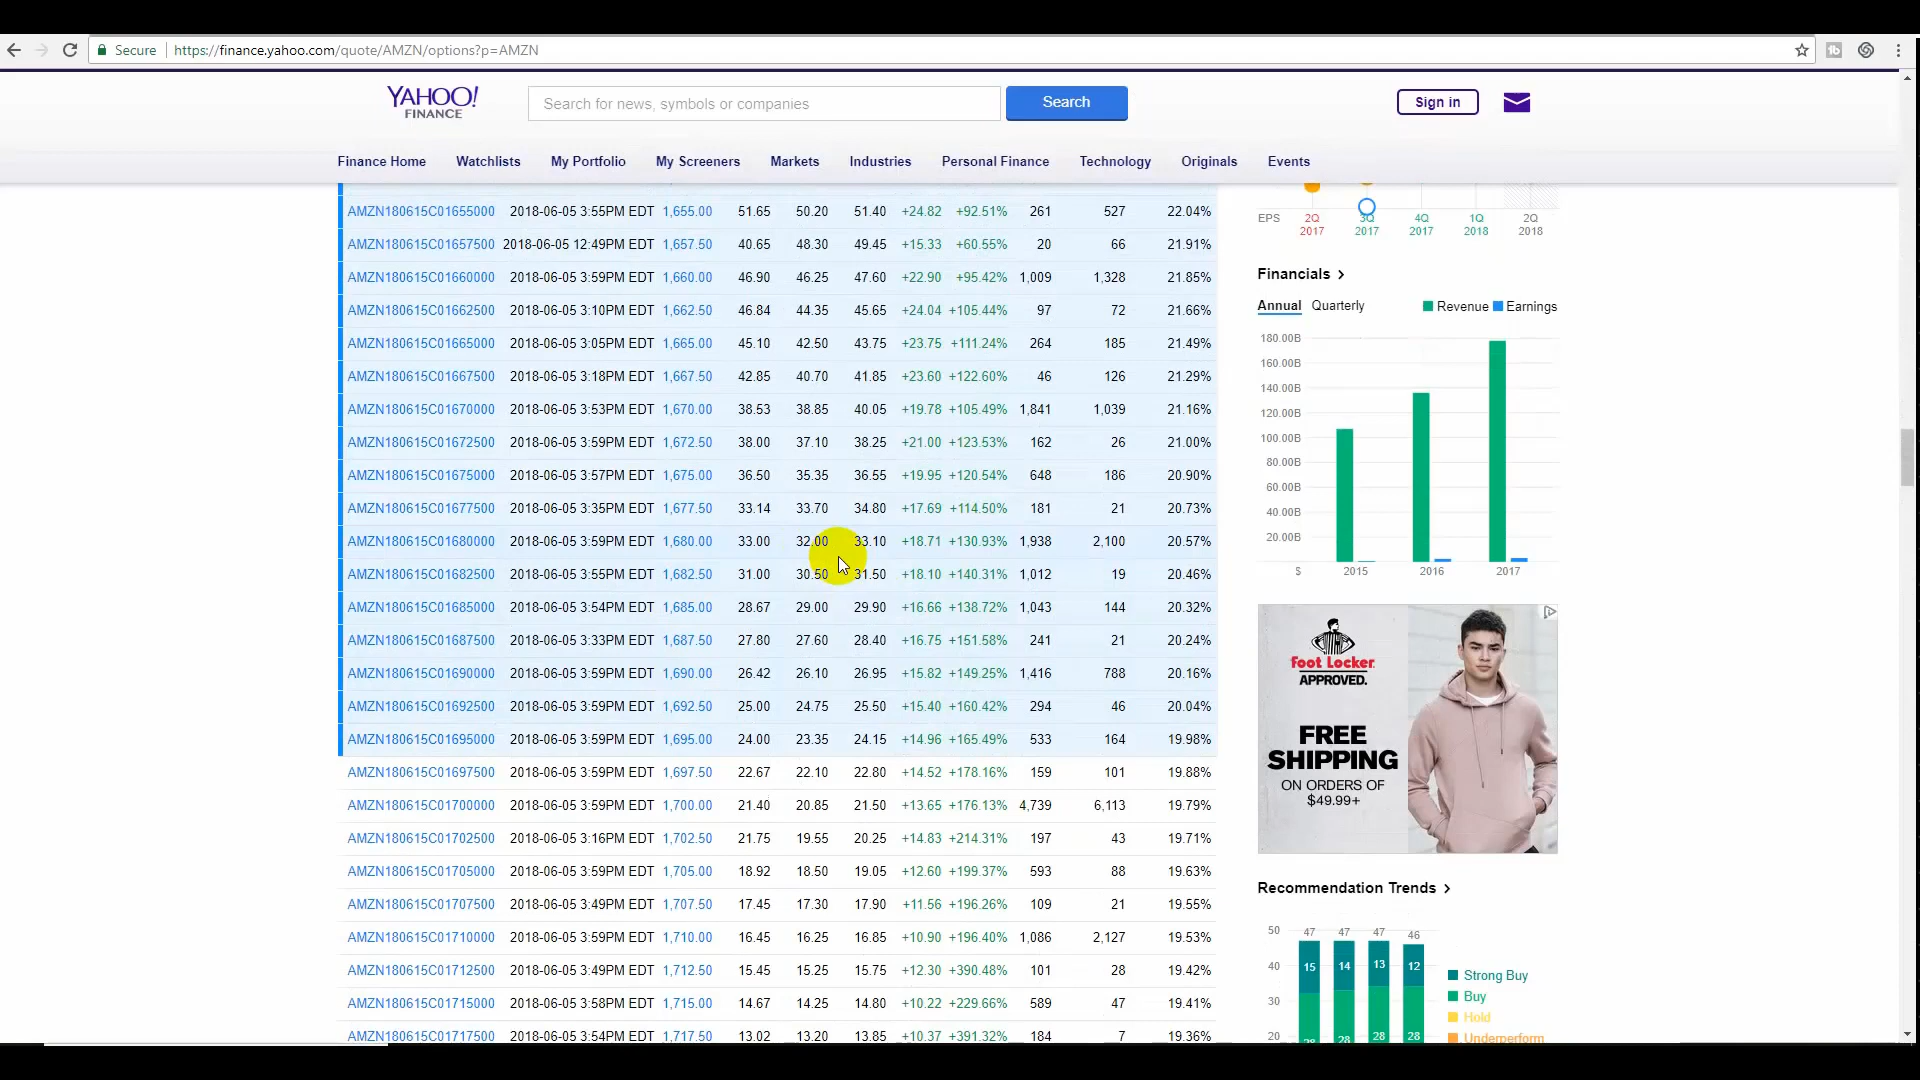 Secure https://finance.yahoo.com/quote/AMZN/options?p=AMZN
YAHOO! FINANCE
Search for news, symbols or companies
Search
Sign in
Finance Home Watchlists My Portfolio My Screeners Markets Industries Personal Finance Technology Originals Events
AMZN180615C01655000 2018-06-05 3:55PM EDT 1,655.00 51.65 50.20 51.40 +24.82 +92.51% 261 527 22.04%
AMZN180615C01657500 2018-06-05 12:49PM EDT 1,657.50 40.65 48.30 49.45 +15.33 +60.55% 20 66 21.91%
AMZN180615C01660000 2018-06-05 3:59PM EDT 1,660.00 46.90 46.25 47.60 +22.90 +95.42% 1,009 1,328 21.85%
AMZN180615C01662500 2018-06-05 3:10PM EDT 1,662.50 46.84 44.35 45.65 +24.04 +105.44% 97 72 21.66%
AMZN180615C01665000 2018-06-05 3:05PM EDT 1,665.00 45.10 42.50 43.75 +23.75 +111.24% 264 185 21.49%
AMZN180615C01667500 2018-06-05 3:18PM EDT 1,667.50 42.85 40.70 41.85 +23.60 +122.60% 46 126 21.29%
AMZN180615C01670000 2018-06-05 3:53PM EDT 1,670.00 38.53 38.85 40.05 +19.78 +105.49% 1,841 1,039 21.16%
AMZN180615C01672500 2018-06-05 3:59PM EDT 1,672.50 38.00 37.10 38.25 +21.00 +123.53% 162 26 21.00%
AMZN180615C01675000 2018-06-05 3:57PM EDT 1,675.00 36.50 35.35 36.55 +19.95 +120.54% 648 186 20.90%
AMZN180615C01677500 2018-06-05 3:35PM EDT 1,677.50 33.14 33.70 34.80 +17.69 +114.50% 181 21 20.73%
AMZN180615C01680000 2018-06-05 3:59PM EDT 1,680.00 33.00 32.00 33.10 +18.71 +130.93% 1,938 2,100 20.57%
AMZN180615C01682500 2018-06-05 3:55PM EDT 1,682.50 31.00 30.50 31.50 +18.10 +140.31% 1,012 19 20.46%
AMZN180615C01685000 2018-06-05 3:54PM EDT 1,685.00 28.67 29.00 29.90 +16.66 +138.72% 1,043 144 20.32%
AMZN180615C01687500 2018-06-05 3:33PM EDT 1,687.50 27.80 27.60 28.40 +16.75 +151.58% 241 21 20.24%
AMZN180615C01690000 2018-06-05 3:59PM EDT 1,690.00 26.42 26.10 26.95 +15.82 +149.25% 1,416 788 20.16%
AMZN180615C01692500 2018-06-05 3:59PM EDT 1,692.50 25.00 24.75 25.50 +15.40 +160.42% 294 46 20.04%
AMZN180615C01695000 2018-06-05 3:59PM EDT 1,695.00 24.00 23.35 24.15 +14.96 +165.49% 533 164 19.98%
AMZN180615C01697500 2018-06-05 3:59PM EDT 1,697.50 22.67 22.10 22.80 +14.52 +178.16% 159 101 19.88%
AMZN180615C01700000 2018-06-05 3:59PM EDT 1,700.00 21.40 20.85 21.50 +13.65 +176.13% 4,739 6,113 19.79%
AMZN180615C01702500 2018-06-05 3:16PM EDT 1,702.50 21.75 19.55 20.25 +14.83 +214.31% 197 43 19.71%
AMZN180615C01705000 2018-06-05 3:59PM EDT 1,705.00 18.92 18.50 19.05 +12.60 +199.37% 593 88 19.63%
AMZN180615C01707500 2018-06-05 3:49PM EDT 1,707.50 17.45 17.30 17.90 +11.56 +196.26% 109 21 19.55%
AMZN180615C01710000 2018-06-05 3:59PM EDT 1,710.00 16.45 16.25 16.85 +10.90 +196.40% 1,086 2,127 19.53%
AMZN180615C01712500 2018-06-05 3:49PM EDT 1,712.50 15.45 15.25 15.75 +12.30 +390.48% 101 28 19.42%
AMZN180615C01715000 2018-06-05 3:58PM EDT 1,715.00 14.67 14.25 14.80 +10.22 +229.66% 589 47 19.41%
AMZN180615C01717500 2018-06-05 3:54PM EDT 1,717.50 13.02 13.20 13.85 +10.37 +391.32% 184 7 19.36%
EPS 2Q 3Q 4Q 1Q 2Q
2017 2017 2017 2018 2018
Financials
Annual Quarterly Revenue Earnings
180.00B
160.00B
140.00B
120.00B
100.00B
80.00B
60.00B
40.00B
20.00B
$ 2015 2016 2017
Foot Locker
APPROVED.
FREE
SHIPPING
ON ORDERS OF
$49.99+
Recommendation Trends
50 47 47 47 46
40 15 14 13 12
30
20 28 28 28 28
Strong Buy
Buy
Hold
Underperform